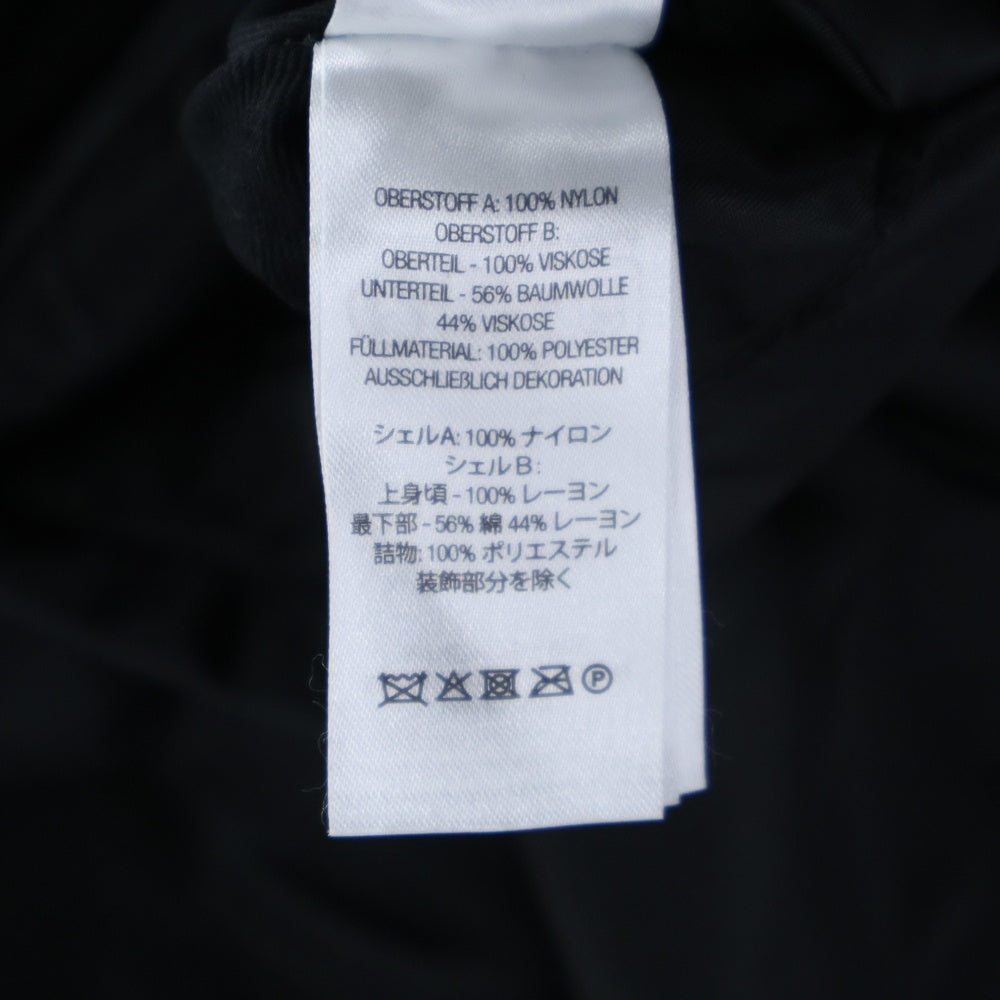 OBERSTOFF A: 100% NYLON
OBERSTOFF B:
OBERTEIL - 100% VISKOSE
UNTERTEIL - 56% BAUMWOLLE
44% VISKOSE
FÜLLMATERIAL: 100% POLYESTER
AUSSCHLIEßLICH DEKORATION
シェルA: 100% ナイロン
シェルB:
上身頃 - 100% レーヨン
最下部 - 56% 綿 44% レーヨン
詰物: 100% ポリエステル
装飾部分を除く
P